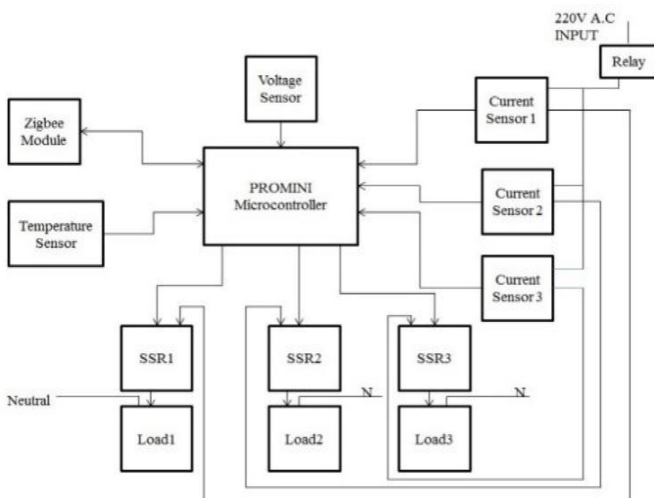 220V A.C
INPUT
Relay
Voltage
Sensor
Current
Sensor 1
Zigbee
Module
PROMINI
Microcontroller
Current
Sensor 2
Temperature
Sensor
Current
Sensor 3
SSR1
SSR2
SSR3
Neutral
N
N
Load1
Load2
Load3